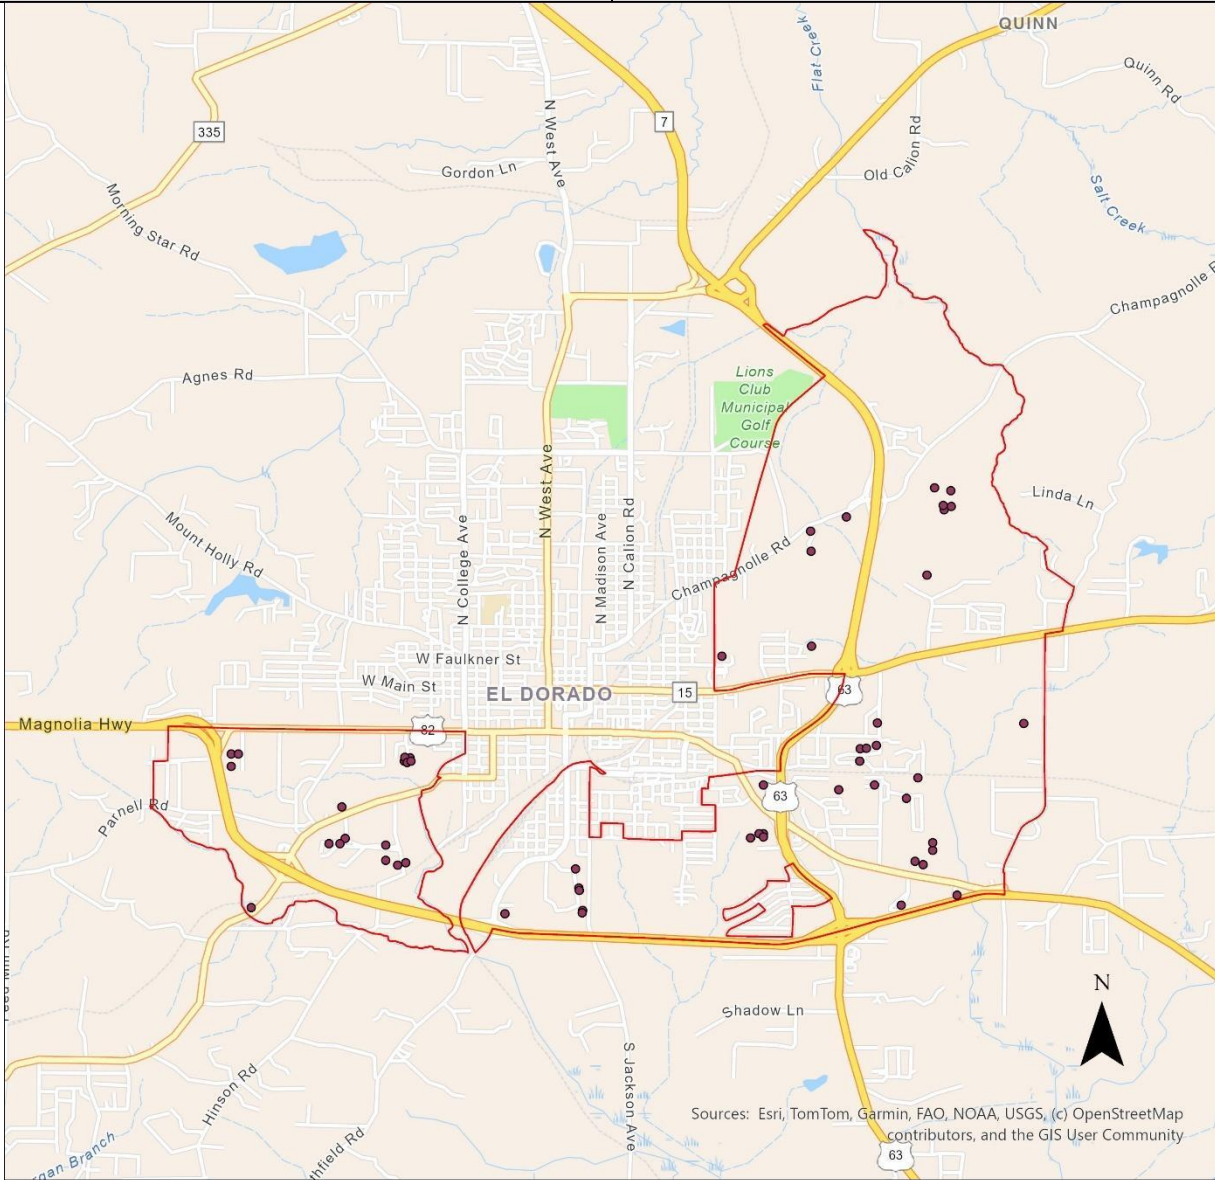 QUINN
Flat Creek
Quinn Rd
7
335
N West Ave
Gordon Ln
Old Calion Rd
Salt Creek
Morning Star Rd
Champagnolle
Agnes Rd
Lions
Club
Municipal
Golf
Course
N West Ave
Linda Ln
Mount Holly Rd
N College Ave
N Madison Ave
N Calion Rd
Champagnolle Rd
W Faulkner St
W Main St
EL DORADO
15
63
Magnolia Hwy
82
63
Parnell Rd
N
Shadow Ln
S Jackson Ave
Hinson Rd
thfield Rd
rgan Branch
Sources: Esri, TomTom, Garmin, FAO, NOAA, USGS, (c) OpenStreetMap
contributors, and the GIS User Community
63